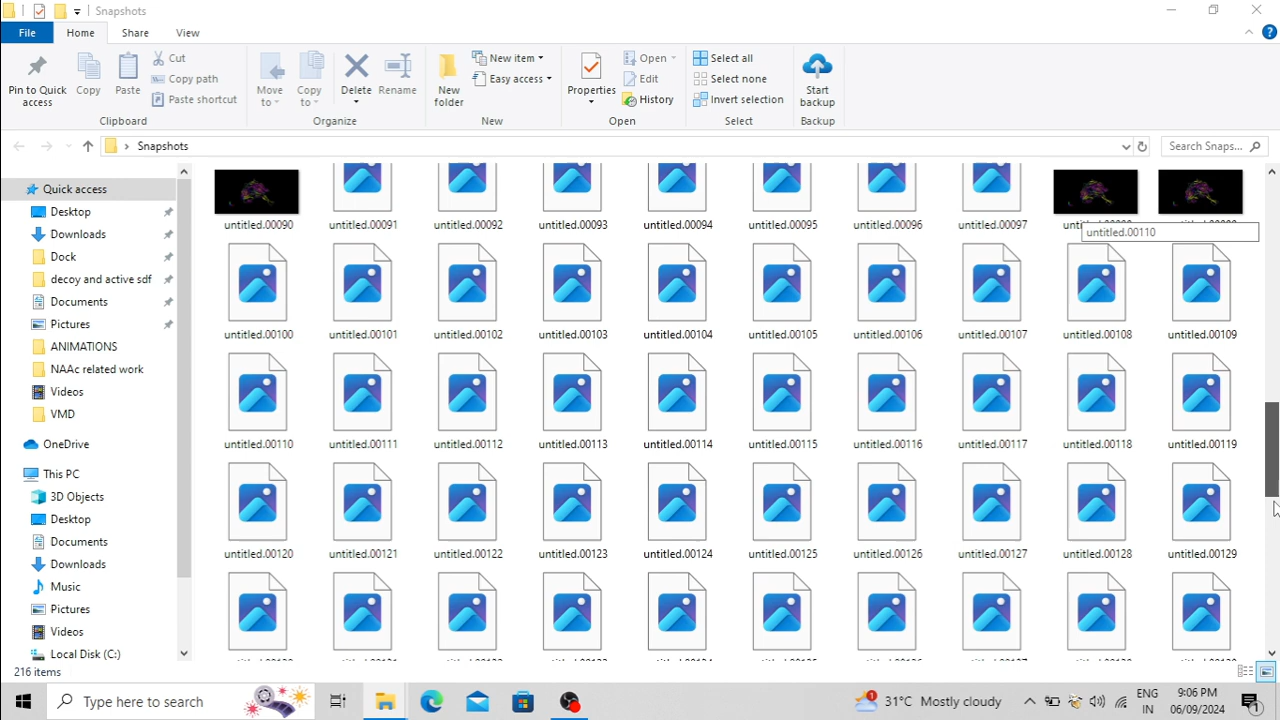 Snapshots
File Home Share View
Pin to Quick access
Copy
Paste
Cut
Copy path
Paste shortcut
Clipboard
Move to
Copy to
Delete
Rename
Organize
New folder
New item
Easy access
New
Properties
Open
Edit
History
Open
Select all
Select none
Invert selection
Select
Start backup
Backup
Snapshots
Search Snaps...
Quick access
Desktop
Downloads
Dock
decoy and active sdf
Documents
Pictures
ANIMATIONS
NAAc related work
Videos
VMD
OneDrive
This PC
3D Objects
Desktop
Documents
Downloads
Music
Pictures
Videos
Local Disk (C:)
untitled.00090 untitled.00091 untitled.00092 untitled.00093 untitled.00094 untitled.00095 untitled.00096 untitled.00097
untitled.00110
untitled.00100 untitled.00101 untitled.00102 untitled.00103 untitled.00104 untitled.00105 untitled.00106 untitled.00107 untitled.00108 untitled.00109
untitled.00110 untitled.00111 untitled.00112 untitled.00113 untitled.00114 untitled.00115 untitled.00116 untitled.00117 untitled.00118 untitled.00119
untitled.00120 untitled.00121 untitled.00122 untitled.00123 untitled.00124 untitled.00125 untitled.00126 untitled.00127 untitled.00128 untitled.00129
216 items
Type here to search
31°C Mostly cloudy
ENG
IN
9:06 PM
06/09/2024
1